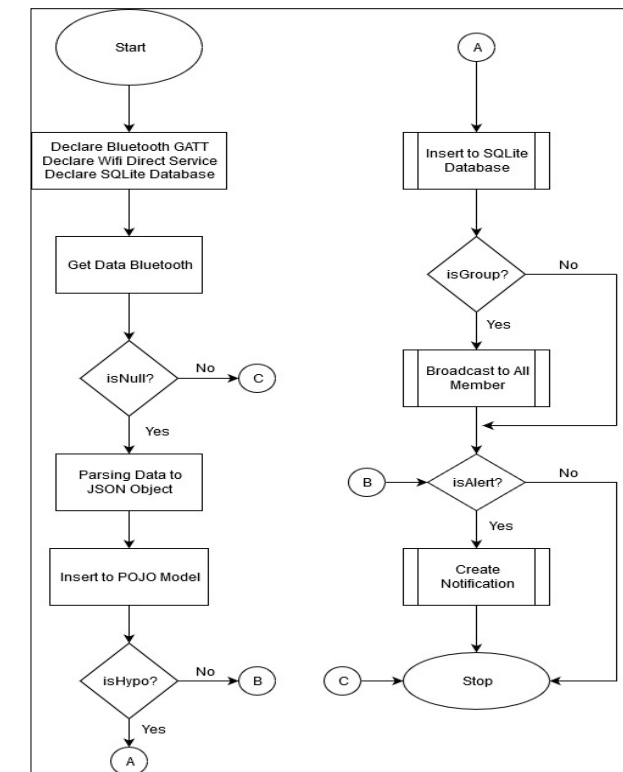 Start
Declare Bluetooth GATT
Declare Wifi Direct Service
Declare SQLite Database
Get Data Bluetooth
isNull?
No
C
Yes
Parsing Data to
JSON Object
Insert to POJO Model
isHypo?
No
B
Yes
A
A
Insert to SQLite
Database
isGroup?
No
Yes
Broadcast to All
Member
B
isAlert?
No
Yes
Create
Notification
C
Stop